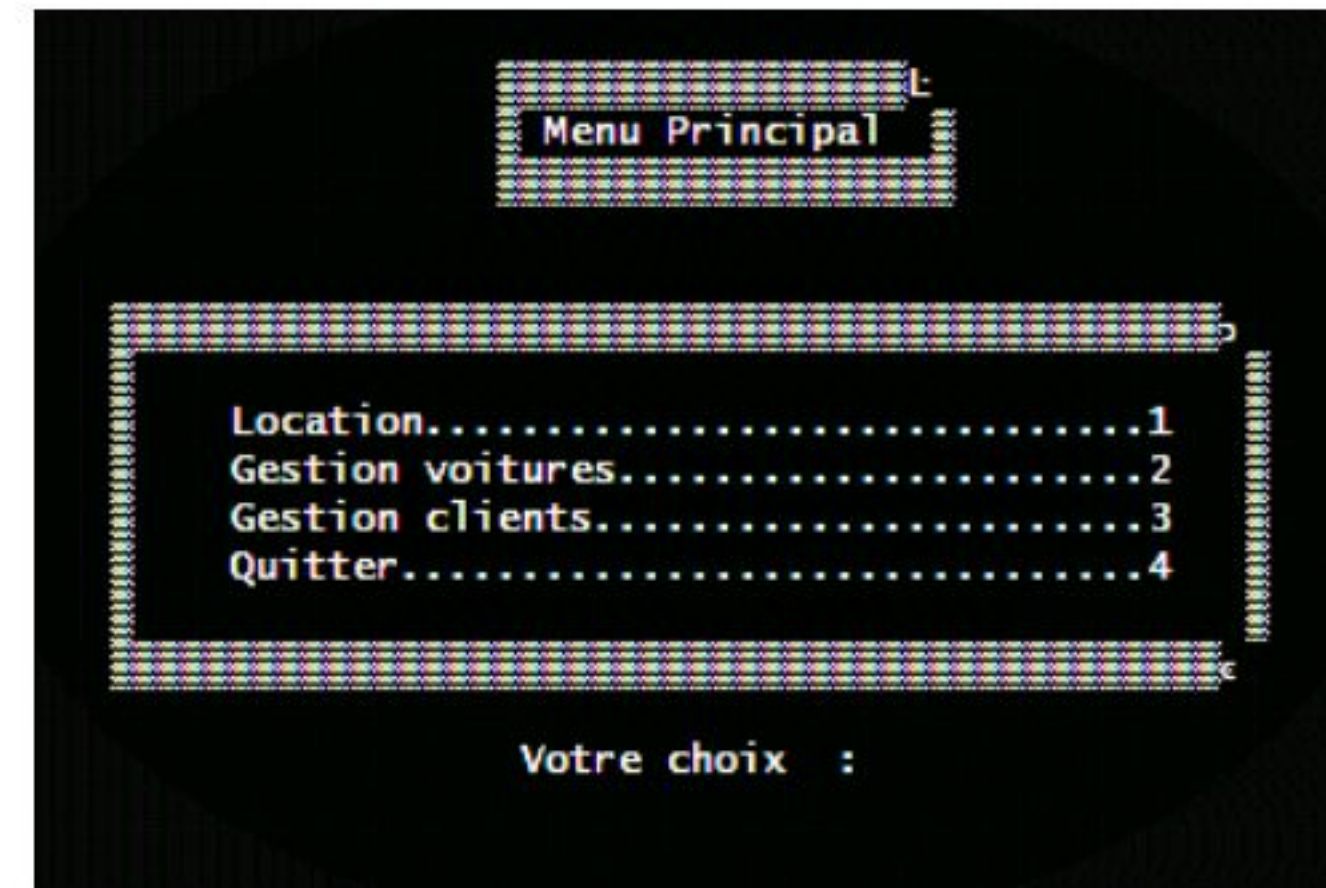 Menu Principal
Location..............................1
Gestion voitures......................2
Gestion clients.......................3
Quitter...............................4
Votre choix :